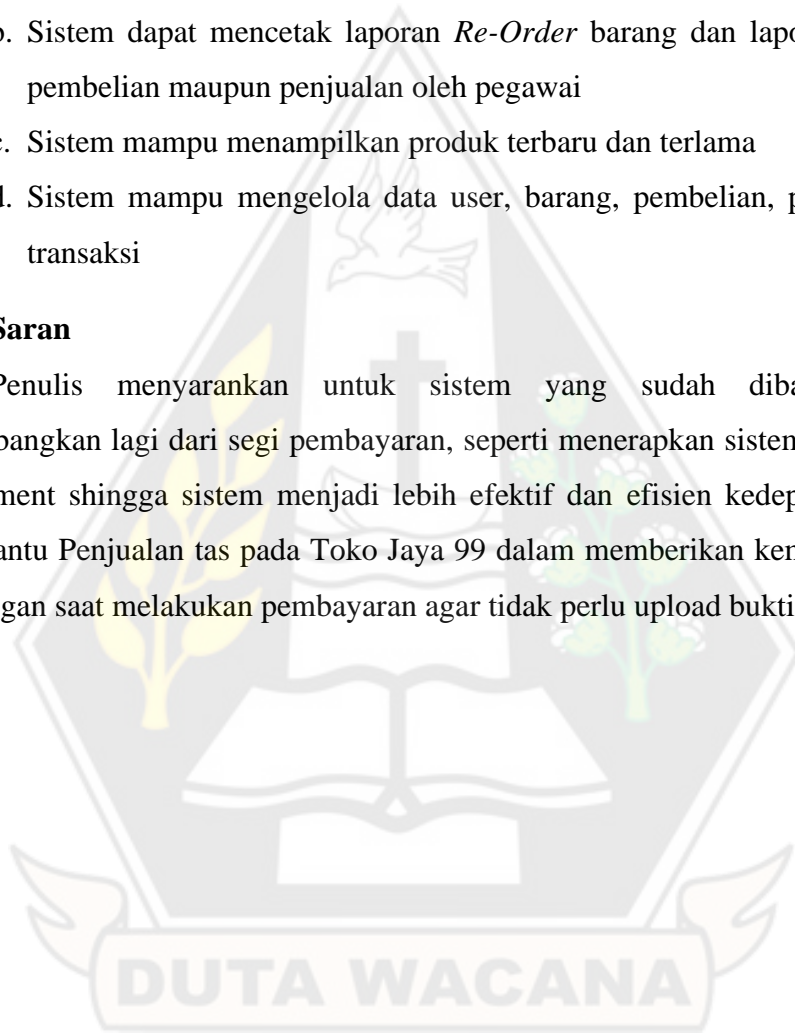 b. Sistem dapat mencetak laporan Re-Order barang dan lapo
pembelian maupun penjualan oleh pegawai
c. Sistem mampu menampilkan produk terbaru dan terlama
d. Sistem mampu mengelola data user, barang, pembelian, p
transaksi
Saran
Penulis menyarankan untuk sistem yang sudah diba
bangkan lagi dari segi pembayaran, seperti menerapkan sistem
ment shingga sistem menjadi lebih efektif dan efisien kedep
antu Penjualan tas pada Toko Jaya 99 dalam memberikan ken
gan saat melakukan pembayaran agar tidak perlu upload bukti
DUTA WACANA